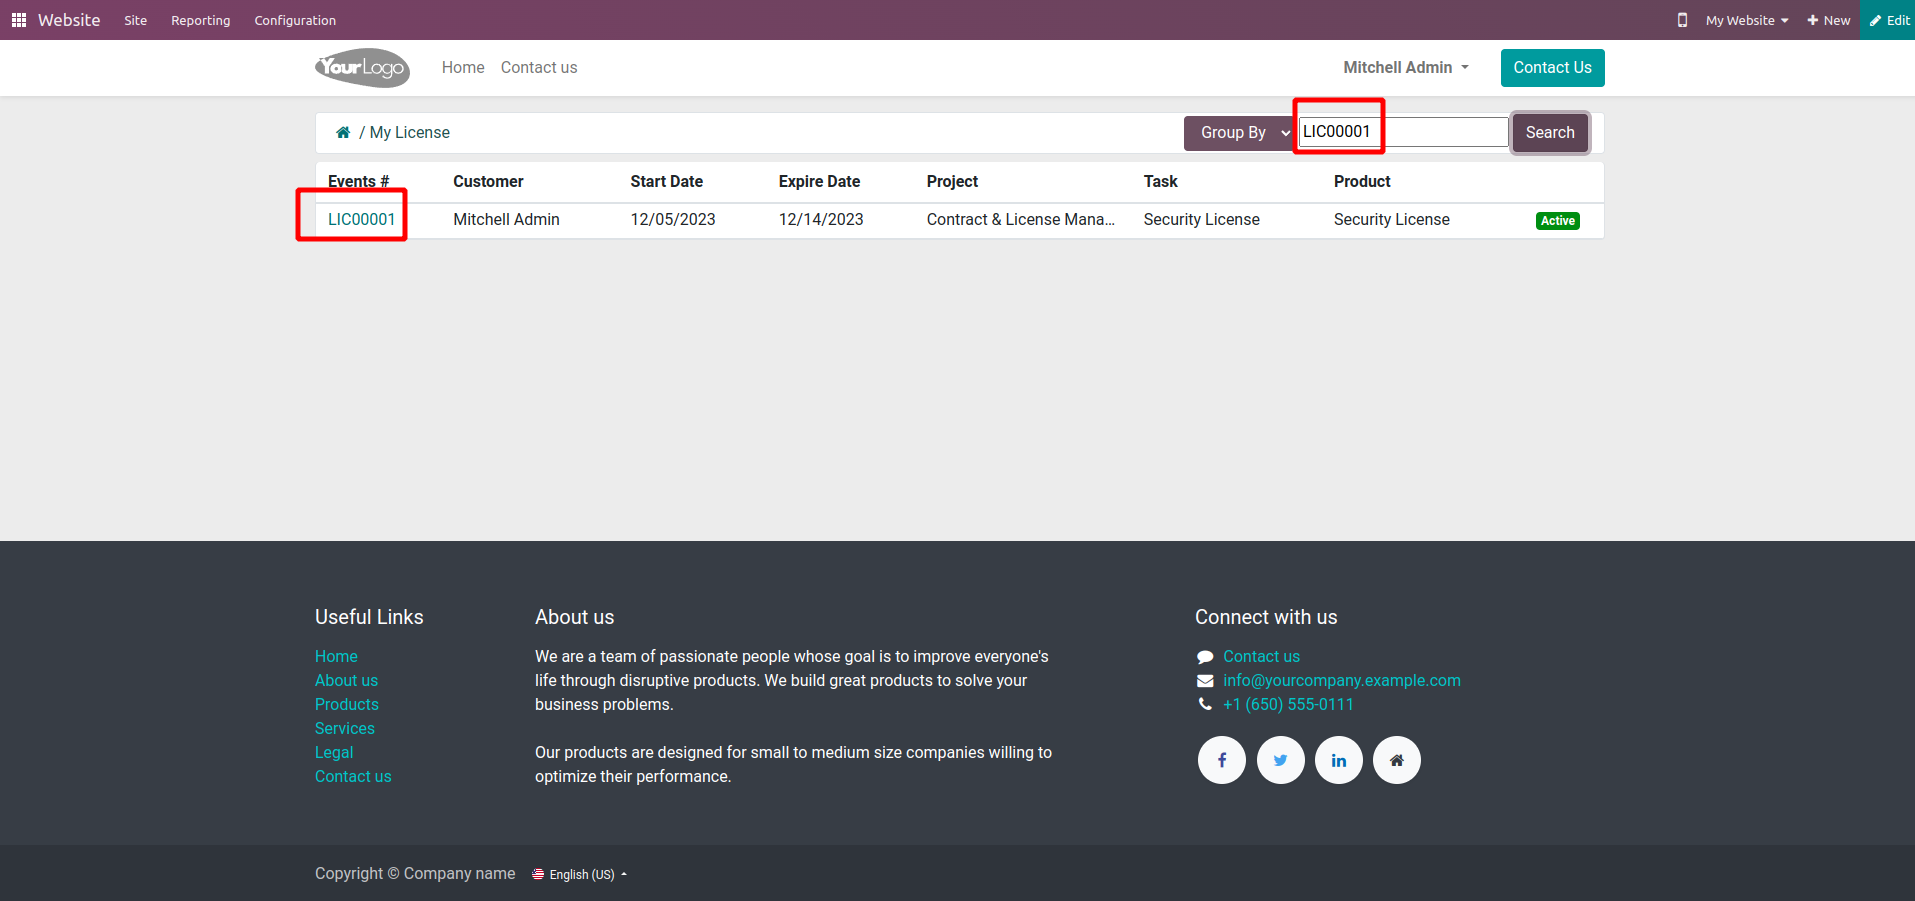 Website Site Reporting Configuration My Website New Edit
YourLogo Home Contact us Mitchell Admin Contact Us
/ My License Group By LIC00001 Search
Events # Customer Start Date Expire Date Project Task Product
LIC00001 Mitchell Admin 12/05/2023 12/14/2023 Contract & License Mana... Security License Security License Active
Useful Links
Home
About us
Products
Services
Legal
Contact us
About us
We are a team of passionate people whose goal is to improve everyone's
life through disruptive products. We build great products to solve your
business problems.
Our products are designed for small to medium size companies willing to
optimize their performance.
Connect with us
Contact us
info@yourcompany.example.com
+1 (650) 555-0111
Copyright © Company name English (US)